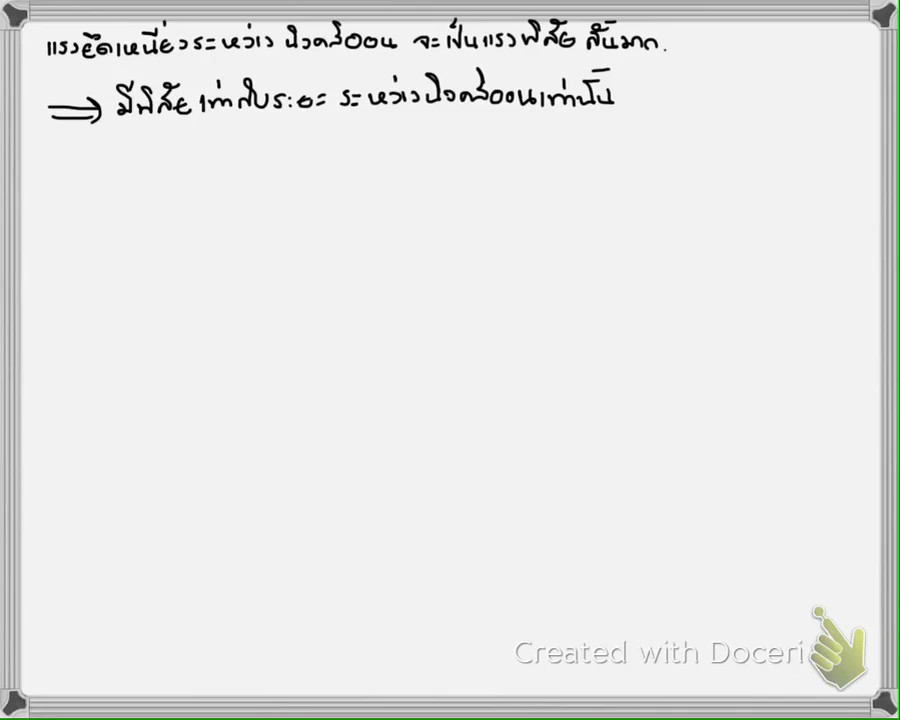 แรงยึดเหนี่ยวระหว่าง นิวคลีออน จะเป็นแรงพิสัย สั้นมาก.
⟹ มีพิสัยเท่ากับระยะ ระหว่างนิวคลีออนเท่านั้น
Created with Doceri